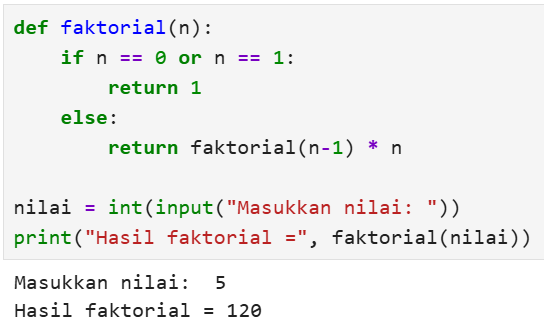 def faktorial(n):
    if n == 0 or n == 1:
        return 1
    else:
        return faktorial(n-1) * n

nilai = int(input("Masukkan nilai: "))
print("Hasil faktorial =", faktorial(nilai))
Masukkan nilai:  5
Hasil faktorial = 120